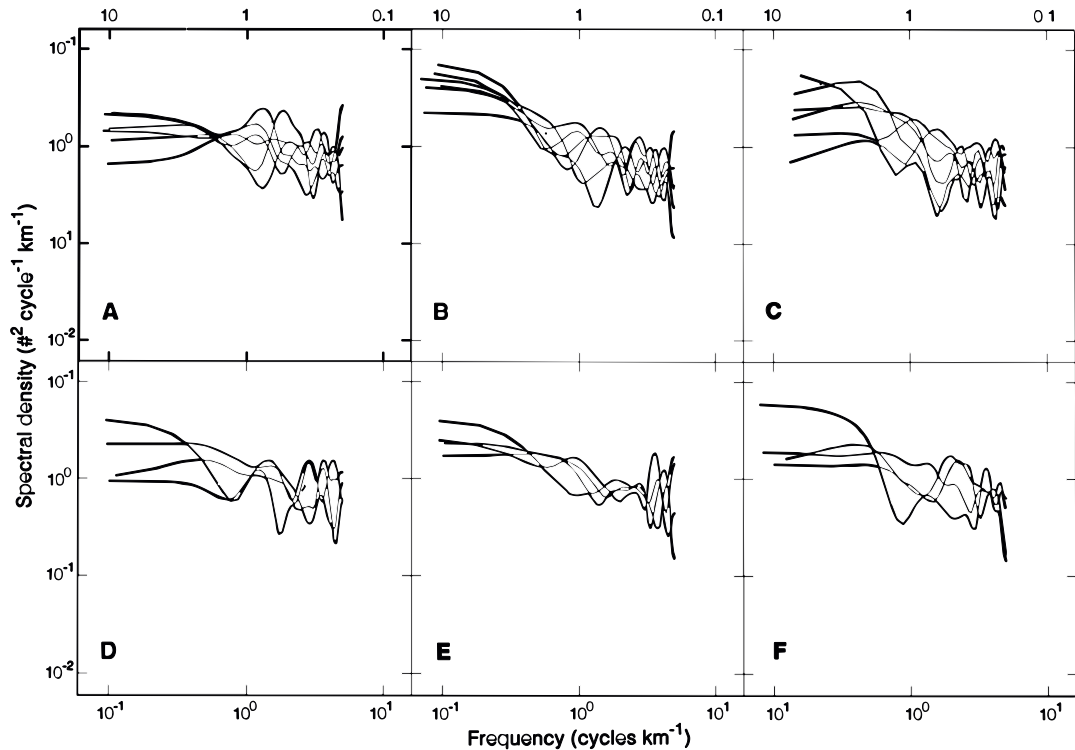 10 1 0.1 10 1 0.1 10 1 0 1
10⁻¹
10⁰
10¹
10⁻²
A B C
10⁻¹
10⁰
10⁻¹
10⁻²
D E F
10⁻¹ 10⁰ 10¹ 10⁻¹ 10⁰ 10¹ 10¹ 10⁰ 10¹
Spectral density (#² cycle⁻¹ km⁻¹)
Frequency (cycles km⁻¹)